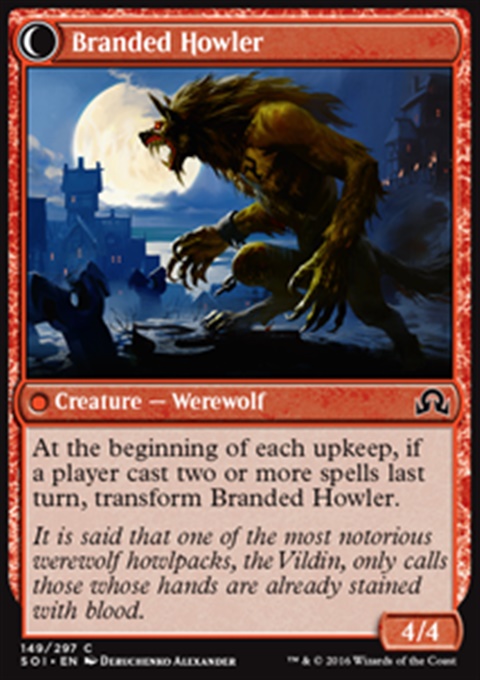 Branded Howler
Creature — Werewolf
At the beginning of each upkeep, if
a player cast two or more spells last
turn, transform Branded Howler.
It is said that one of the most notorious
werewolf howlpacks, the Vildin, only calls
those whose hands are already stained
with blood.
4/4
149/297 C
SOI • EN Deruchenko Alexander
™ & © 2016 Wizards of the Coast